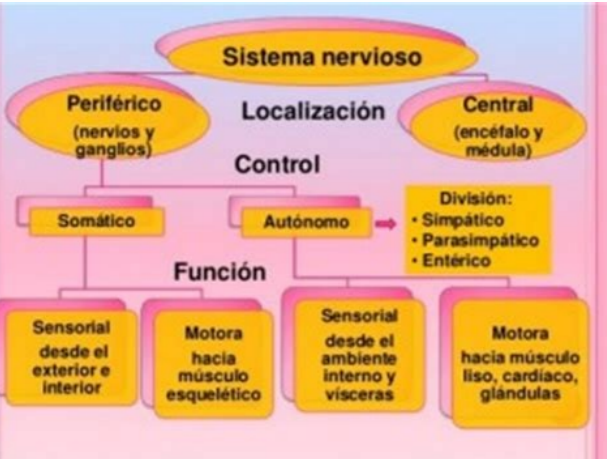 Sistema nervioso
Periférico
(nervios y
ganglios)
Localización
Central
(encéfalo y
médula)
Control
Somático
Autónomo
División:
• Simpático
• Parasimpático
• Entérico
Función
Sensorial
desde el
exterior e
interior
Motora
hacia
músculo
esquelético
Sensorial
desde el
ambiente
interno y
vísceras
Motora
hacia músculo
liso, cardíaco,
glándulas